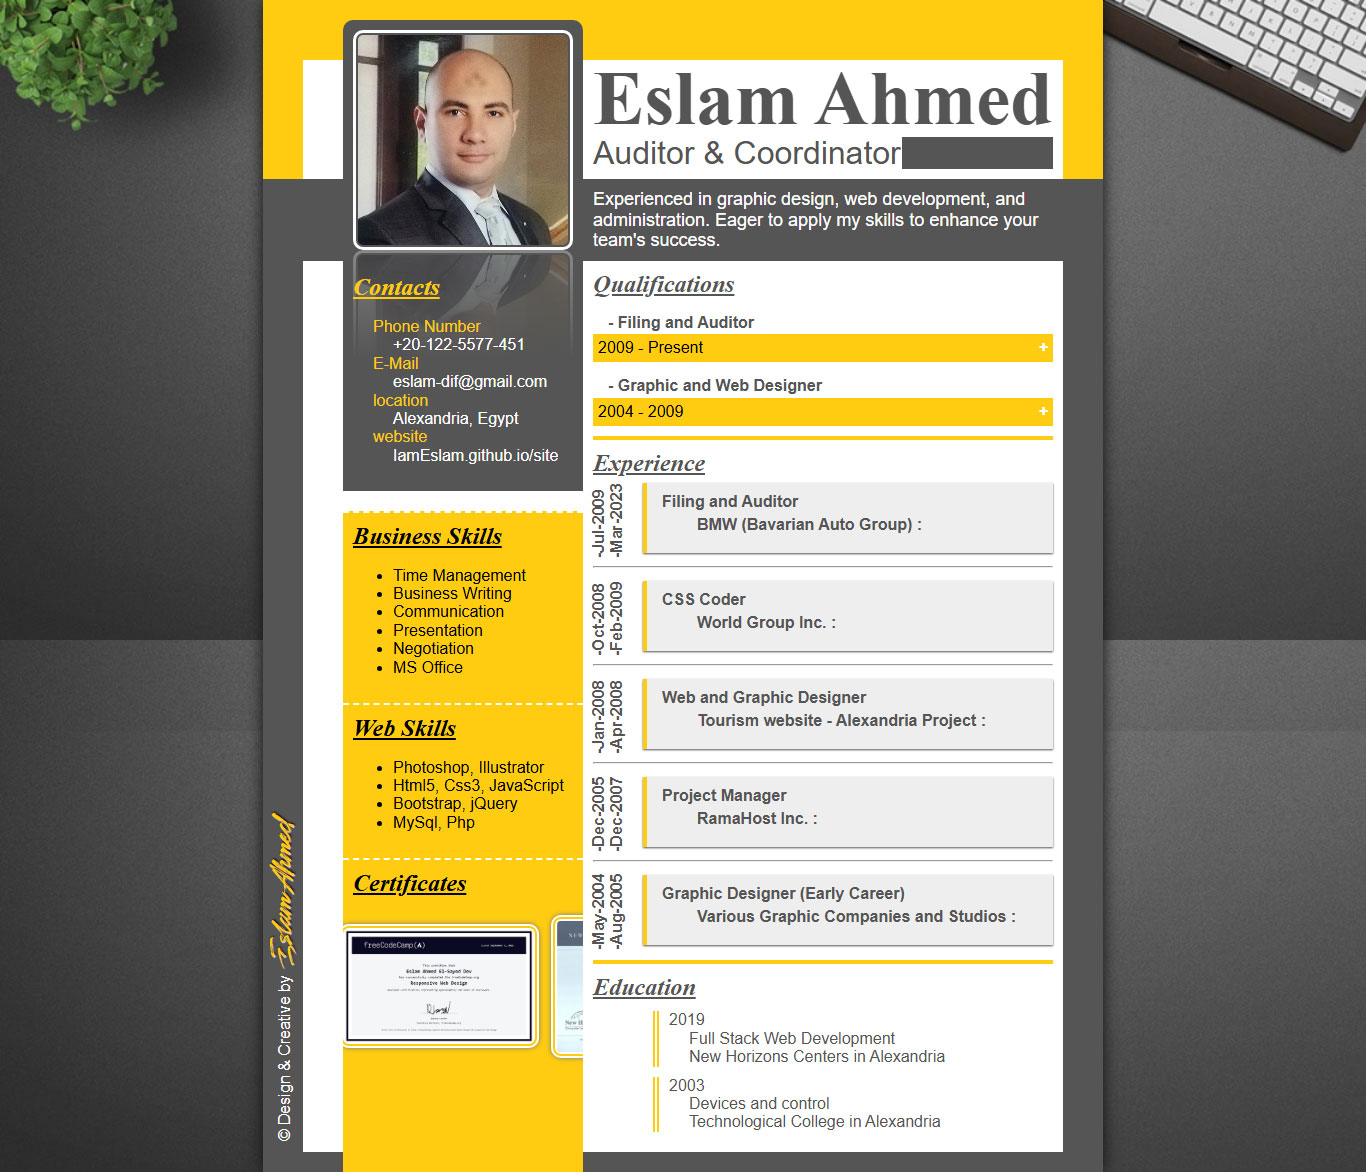 Eslam Ahmed
Auditor & Coordinator
Experienced in graphic design, web development, and
administration. Eager to apply my skills to enhance your
team's success.
Contacts
Phone Number
+20-122-5577-451
E-Mail
eslam-dif@gmail.com
location
Alexandria, Egypt
website
IamEslam.github.io/site
Business Skills
Time Management
Business Writing
Communication
Presentation
Negotiation
MS Office
Web Skills
Photoshop, Illustrator
Html5, Css3, JavaScript
Bootstrap, jQuery
MySql, Php
Certificates
freeCodeCamp(A)
Eslam Ahmed El-Sayed Dev
Responsive Web Design
Qualifications
- Filing and Auditor
2009 - Present +
- Graphic and Web Designer
2004 - 2009 +
Experience
-Jul-2009
-Mar-2023
Filing and Auditor
BMW (Bavarian Auto Group) :
-Oct-2008
-Feb-2009
CSS Coder
World Group Inc. :
-Jan-2008
-Apr-2008
Web and Graphic Designer
Tourism website - Alexandria Project :
-Dec-2005
-Dec-2007
Project Manager
RamaHost Inc. :
-May-2004
-Aug-2005
Graphic Designer (Early Career)
Various Graphic Companies and Studios :
Education
2019
Full Stack Web Development
New Horizons Centers in Alexandria
2003
Devices and control
Technological College in Alexandria
© Design & Creative by Eslam Ahmed